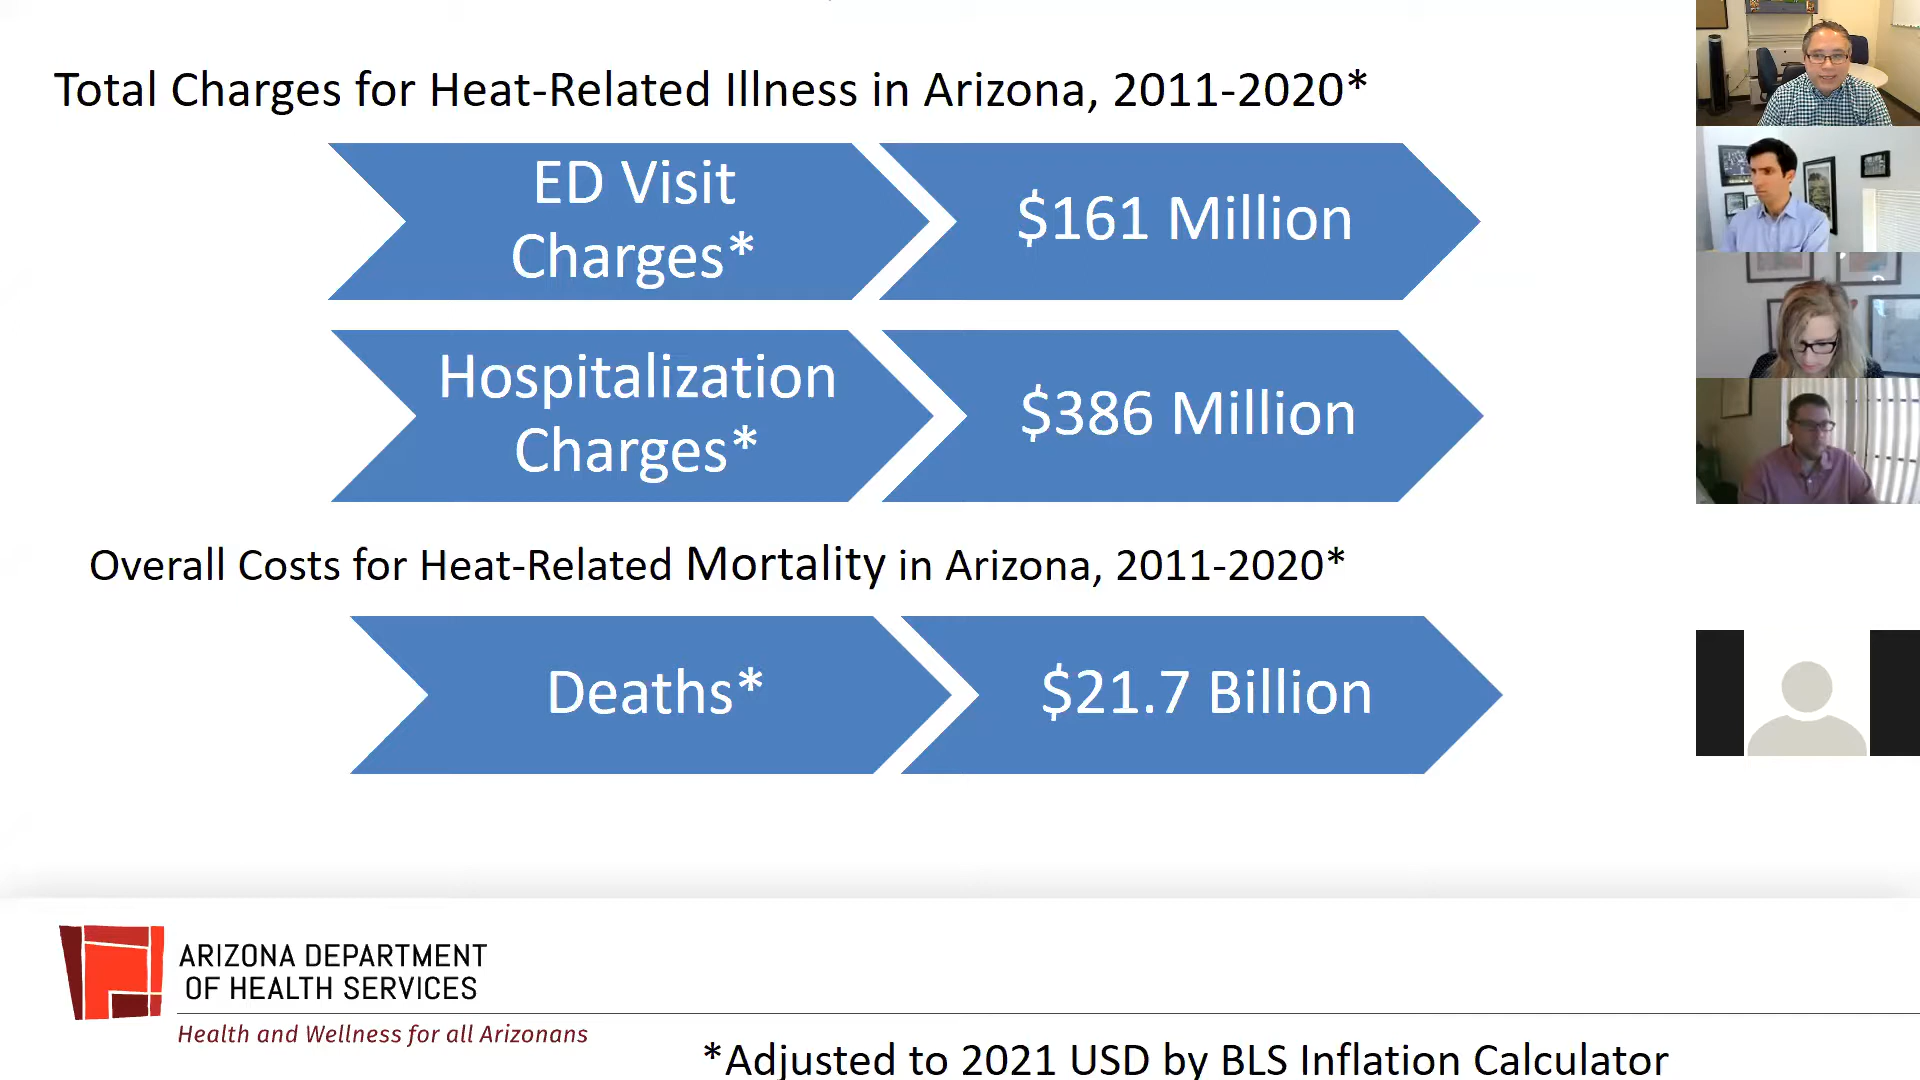 Total Charges for Heat-Related Illness in Arizona, 2011-2020*
ED Visit
Charges*
$161 Million
Hospitalization
Charges*
$386 Million
Overall Costs for Heat-Related Mortality in Arizona, 2011-2020*
Deaths*
$21.7 Billion
ARIZONA DEPARTMENT
OF HEALTH SERVICES
Health and Wellness for all Arizonans
*Adjusted to 2021 USD by BLS Inflation Calculator